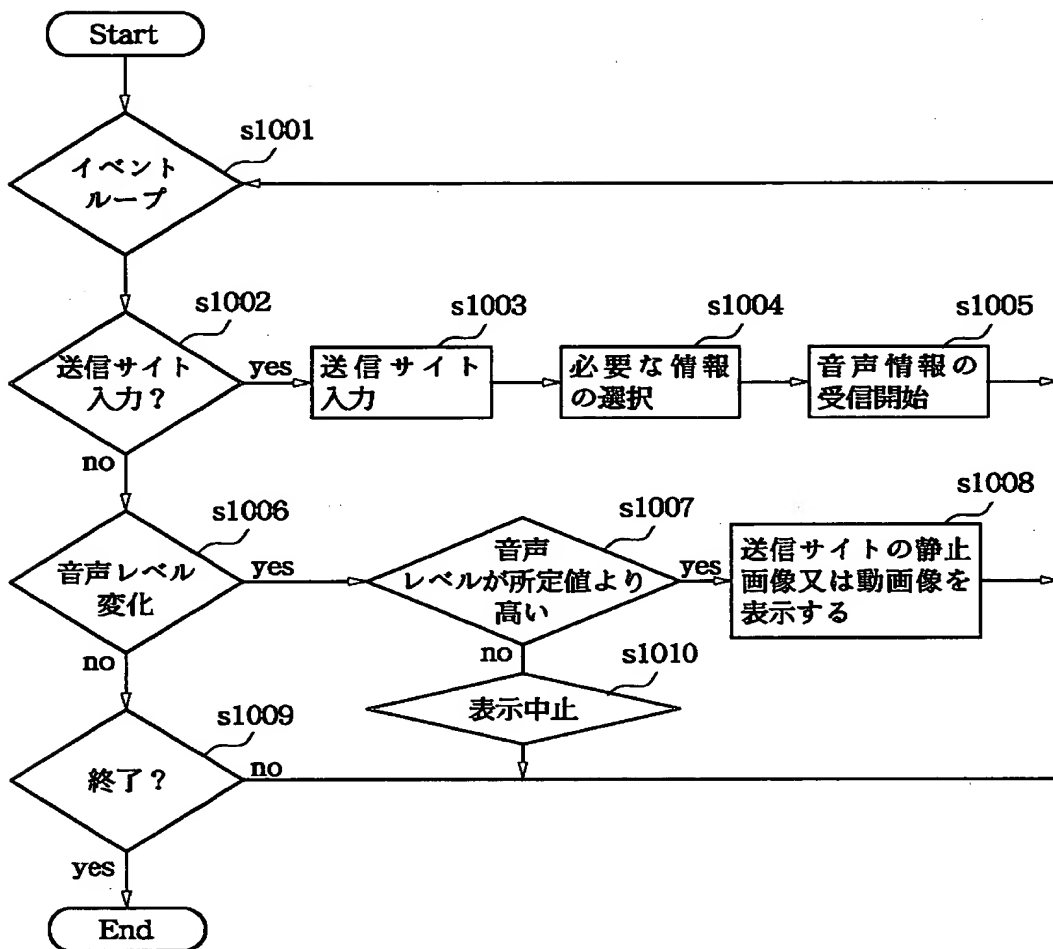 Start
s1001
イベント
ループ
s1002
送信サイト
入力？
yes
s1003
送信サイト
入力
s1004
必要な情報
の選択
s1005
音声情報の
受信開始
no
s1006
音声レベル
変化
yes
s1007
音声
レベルが所定値より
高い
yes
s1008
送信サイトの静止
画像又は動画像を
表示する
no
no
s1010
表示中止
s1009
終了？
no
yes
End